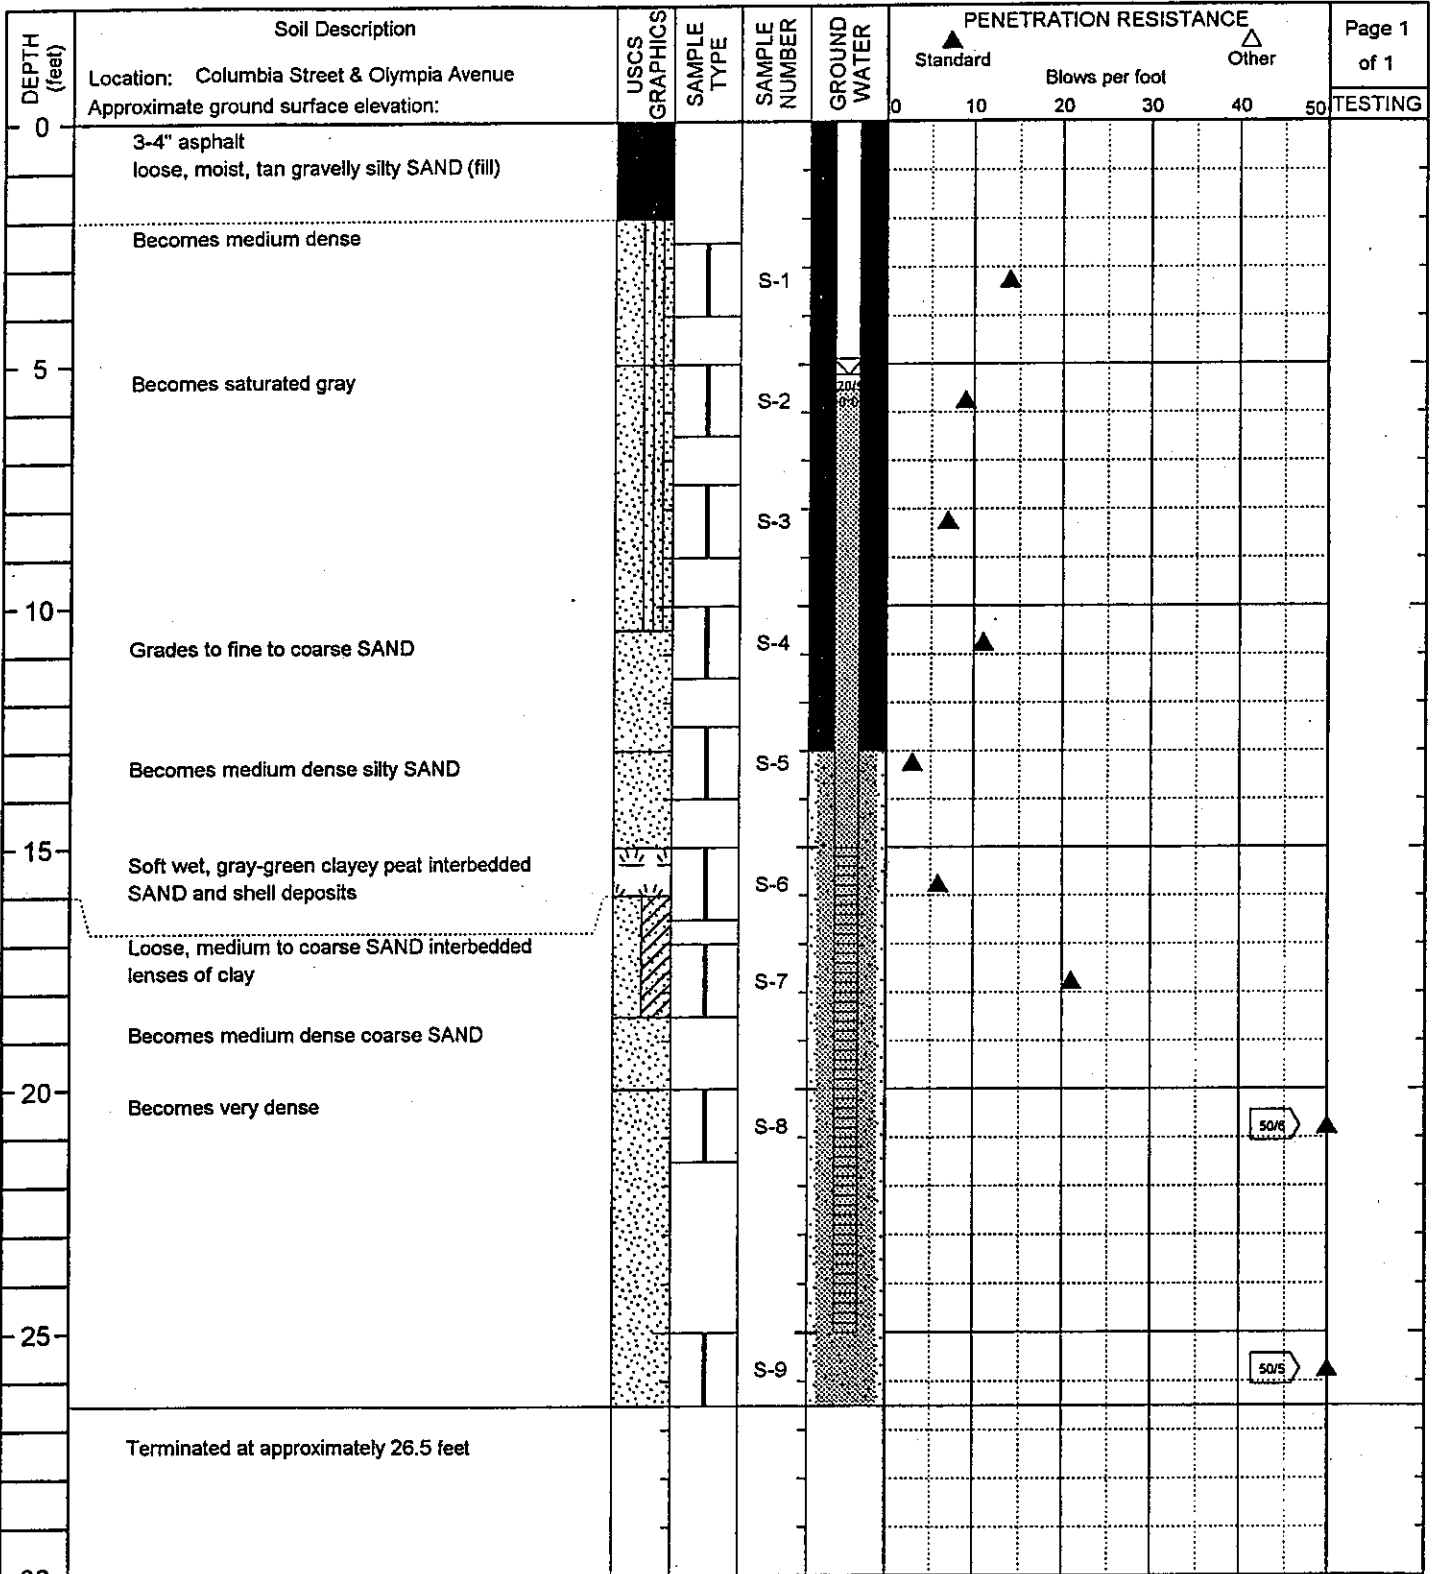 DEPTH (feet)
Soil Description
Location: Columbia Street & Olympia Avenue
Approximate ground surface elevation:
USCS GRAPHICS
SAMPLE TYPE
SAMPLE NUMBER
GROUND WATER
PENETRATION RESISTANCE
Standard
Other
Blows per foot
0 10 20 30 40 50
Page 1
of 1
TESTING
0
3-4" asphalt
loose, moist, tan gravelly silty SAND (fill)
Becomes medium dense
S-1
5
Becomes saturated gray
S-2
S-3
10
Grades to fine to coarse SAND
S-4
Becomes medium dense silty SAND
S-5
15
Soft wet, gray-green clayey peat interbedded
SAND and shell deposits
S-6
Loose, medium to coarse SAND interbedded
lenses of clay
S-7
Becomes medium dense coarse SAND
20
Becomes very dense
S-8
50/6
25
S-9
50/5
Terminated at approximately 26.5 feet